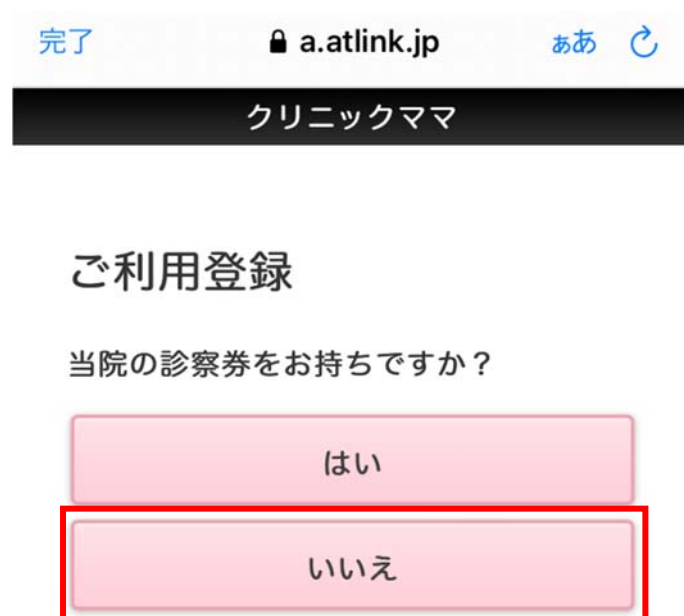 完了 a.atlink.jp ぁあ
クリニックママ
ご利用登録
当院の診察券をお持ちですか？
はい
いいえ